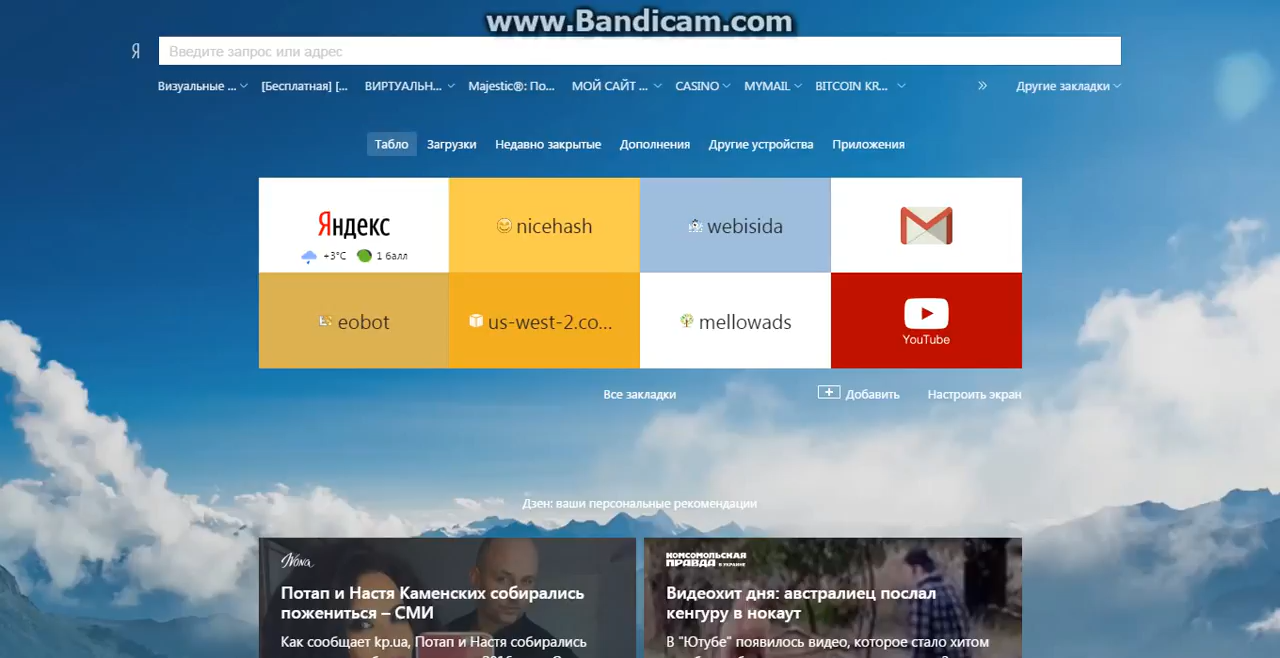 www.Bandicam.com
Я Введите запрос или адрес
Визуальные ... [Бесплатная] [... ВИРТУАЛЬН... Majestic®: По... МОЙ САЙТ ... CASINO MYMAIL BITCOIN KR... » Другие закладки
Табло Загрузки Недавно закрытые Дополнения Другие устройства Приложения
Яндекс
+3°C 1 балл
nicehash
webisida
eobot
us-west-2.co...
mellowads
YouTube
Все закладки Добавить Настроить экран
Дзен: ваши персональные рекомендации
Потап и Настя Каменских собирались
пожениться – СМИ
Как сообщает kp.ua, Потап и Настя собирались
КОМСОМОЛЬСКАЯ
ПРАВДА В УКРАИНЕ
Видеохит дня: австралиец послал
кенгуру в нокаут
В "Ютубе" появилось видео, которое стало хитом